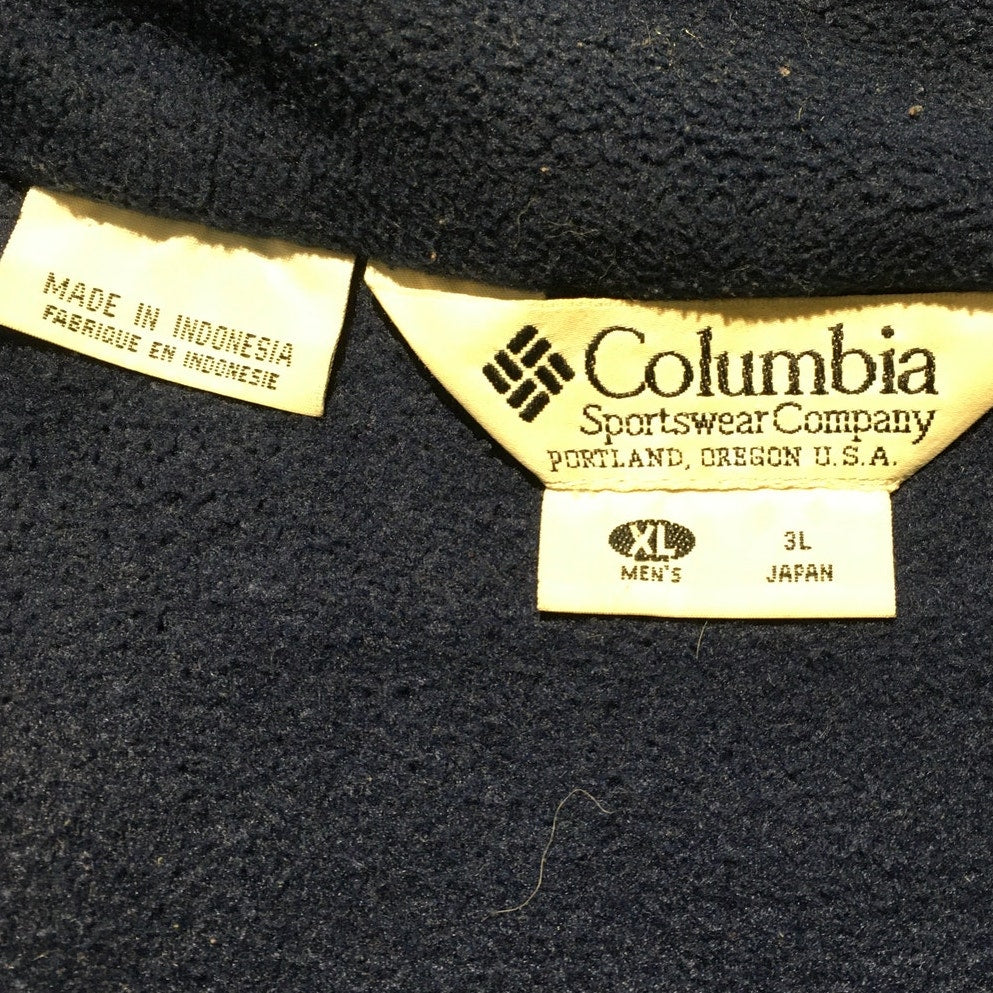 MADE IN INDONESIA
FABRIQUE EN INDONESIE
Columbia
Sportswear Company
PORTLAND, OREGON U.S.A.
XL
MEN'S
3L
JAPAN